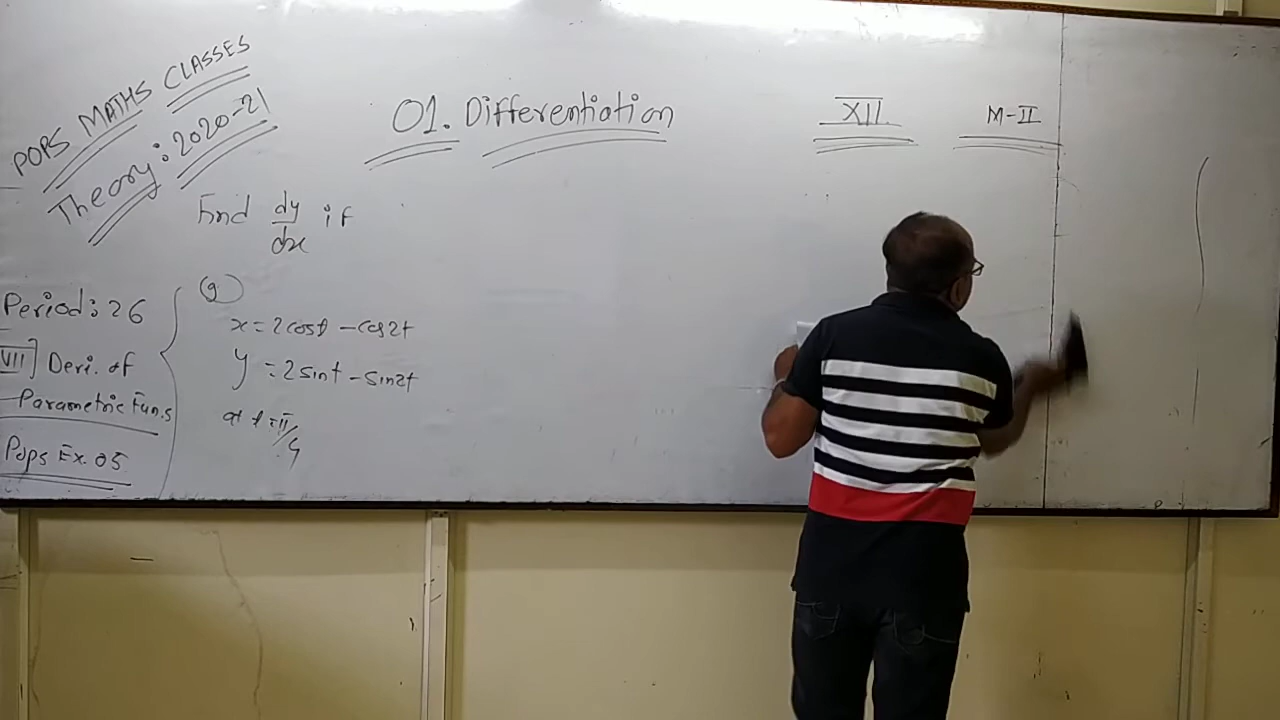 POPS MATHS CLASSES
Theory: 2020-21
01. Differentiation
XII
M-II
Find dy/dx if
Period: 26
VII] Deri. of
Parametric Fun.s
Pops Ex. 05
(9)
x = 2cost - cos2t
y = 2sint - sin2t
at t = π/4